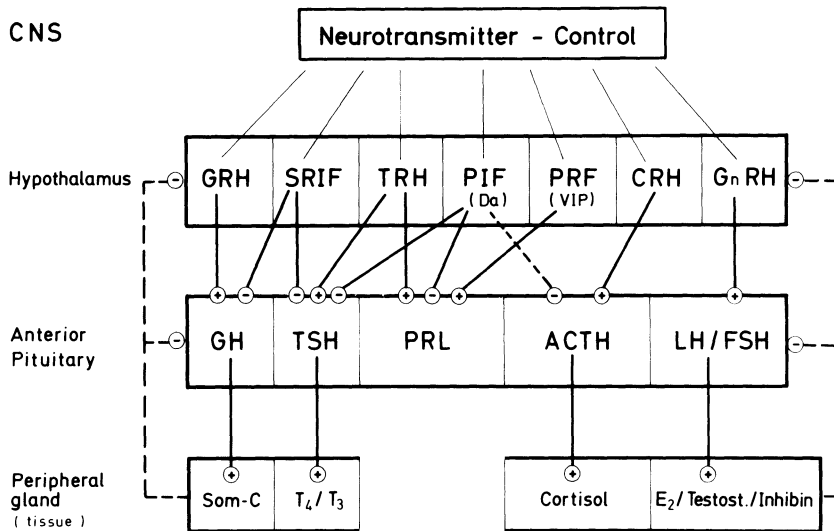 CNS
Neurotransmitter - Control
Hypothalamus
GRH SRIF TRH PIF PRF CRH GnRH
(Da) (VIP)
Anterior
Pituitary
GH TSH PRL ACTH LH/FSH
Peripheral
gland
(tissue)
Som-C T₄/T₃ Cortisol E₂/Testost./Inhibin